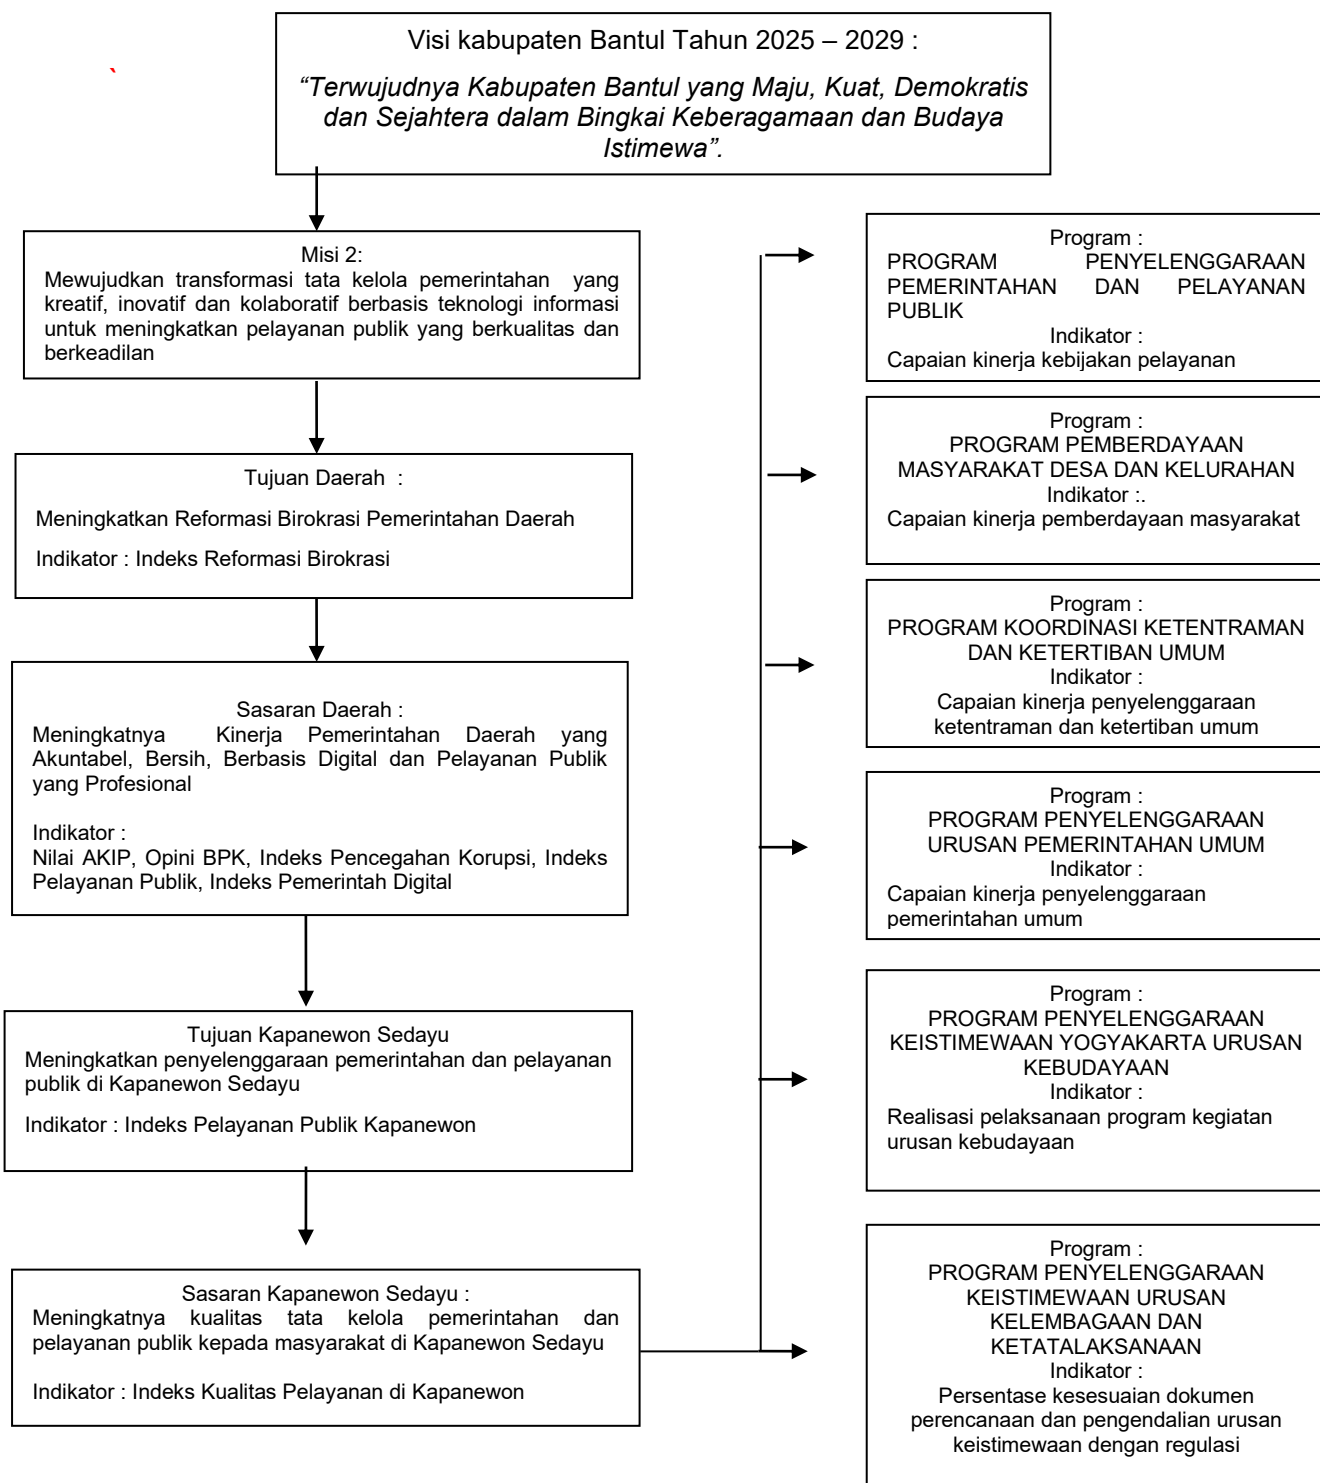 Visi kabupaten Bantul Tahun 2025 – 2029 :
“Terwujudnya Kabupaten Bantul yang Maju, Kuat, Demokratis
dan Sejahtera dalam Bingkai Keberagamaan dan Budaya
Istimewa”.
`
Misi 2:
Mewujudkan transformasi tata kelola pemerintahan yang
kreatif, inovatif dan kolaboratif berbasis teknologi informasi
untuk meningkatkan pelayanan publik yang berkualitas dan
berkeadilan
Tujuan Daerah :
Meningkatkan Reformasi Birokrasi Pemerintahan Daerah
Indikator : Indeks Reformasi Birokrasi
Sasaran Daerah :
Meningkatnya Kinerja Pemerintahan Daerah yang
Akuntabel, Bersih, Berbasis Digital dan Pelayanan Publik
yang Profesional
Indikator :
Nilai AKIP, Opini BPK, Indeks Pencegahan Korupsi, Indeks
Pelayanan Publik, Indeks Pemerintah Digital
Tujuan Kapanewon Sedayu
Meningkatkan penyelenggaraan pemerintahan dan pelayanan
publik di Kapanewon Sedayu
Indikator : Indeks Pelayanan Publik Kapanewon
Sasaran Kapanewon Sedayu :
Meningkatnya kualitas tata kelola pemerintahan dan
pelayanan publik kepada masyarakat di Kapanewon Sedayu
Indikator : Indeks Kualitas Pelayanan di Kapanewon
Program :
PROGRAM PENYELENGGARAAN
PEMERINTAHAN DAN PELAYANAN
PUBLIK
Indikator :
Capaian kinerja kebijakan pelayanan
Program :
PROGRAM PEMBERDAYAAN
MASYARAKAT DESA DAN KELURAHAN
Indikator :.
Capaian kinerja pemberdayaan masyarakat
Program :
PROGRAM KOORDINASI KETENTRAMAN
DAN KETERTIBAN UMUM
Indikator :
Capaian kinerja penyelenggaraan
ketentraman dan ketertiban umum
Program :
PROGRAM PENYELENGGARAAN
URUSAN PEMERINTAHAN UMUM
Indikator :
Capaian kinerja penyelenggaraan
pemerintahan umum
Program :
PROGRAM PENYELENGGARAAN
KEISTIMEWAAN YOGYAKARTA URUSAN
KEBUDAYAAN
Indikator :
Realisasi pelaksanaan program kegiatan
urusan kebudayaan
Program :
PROGRAM PENYELENGGARAAN
KEISTIMEWAAN URUSAN
KELEMBAGAAN DAN
KETATALAKSANAAN
Indikator :
Persentase kesesuaian dokumen
perencanaan dan pengendalian urusan
keistimewaan dengan regulasi